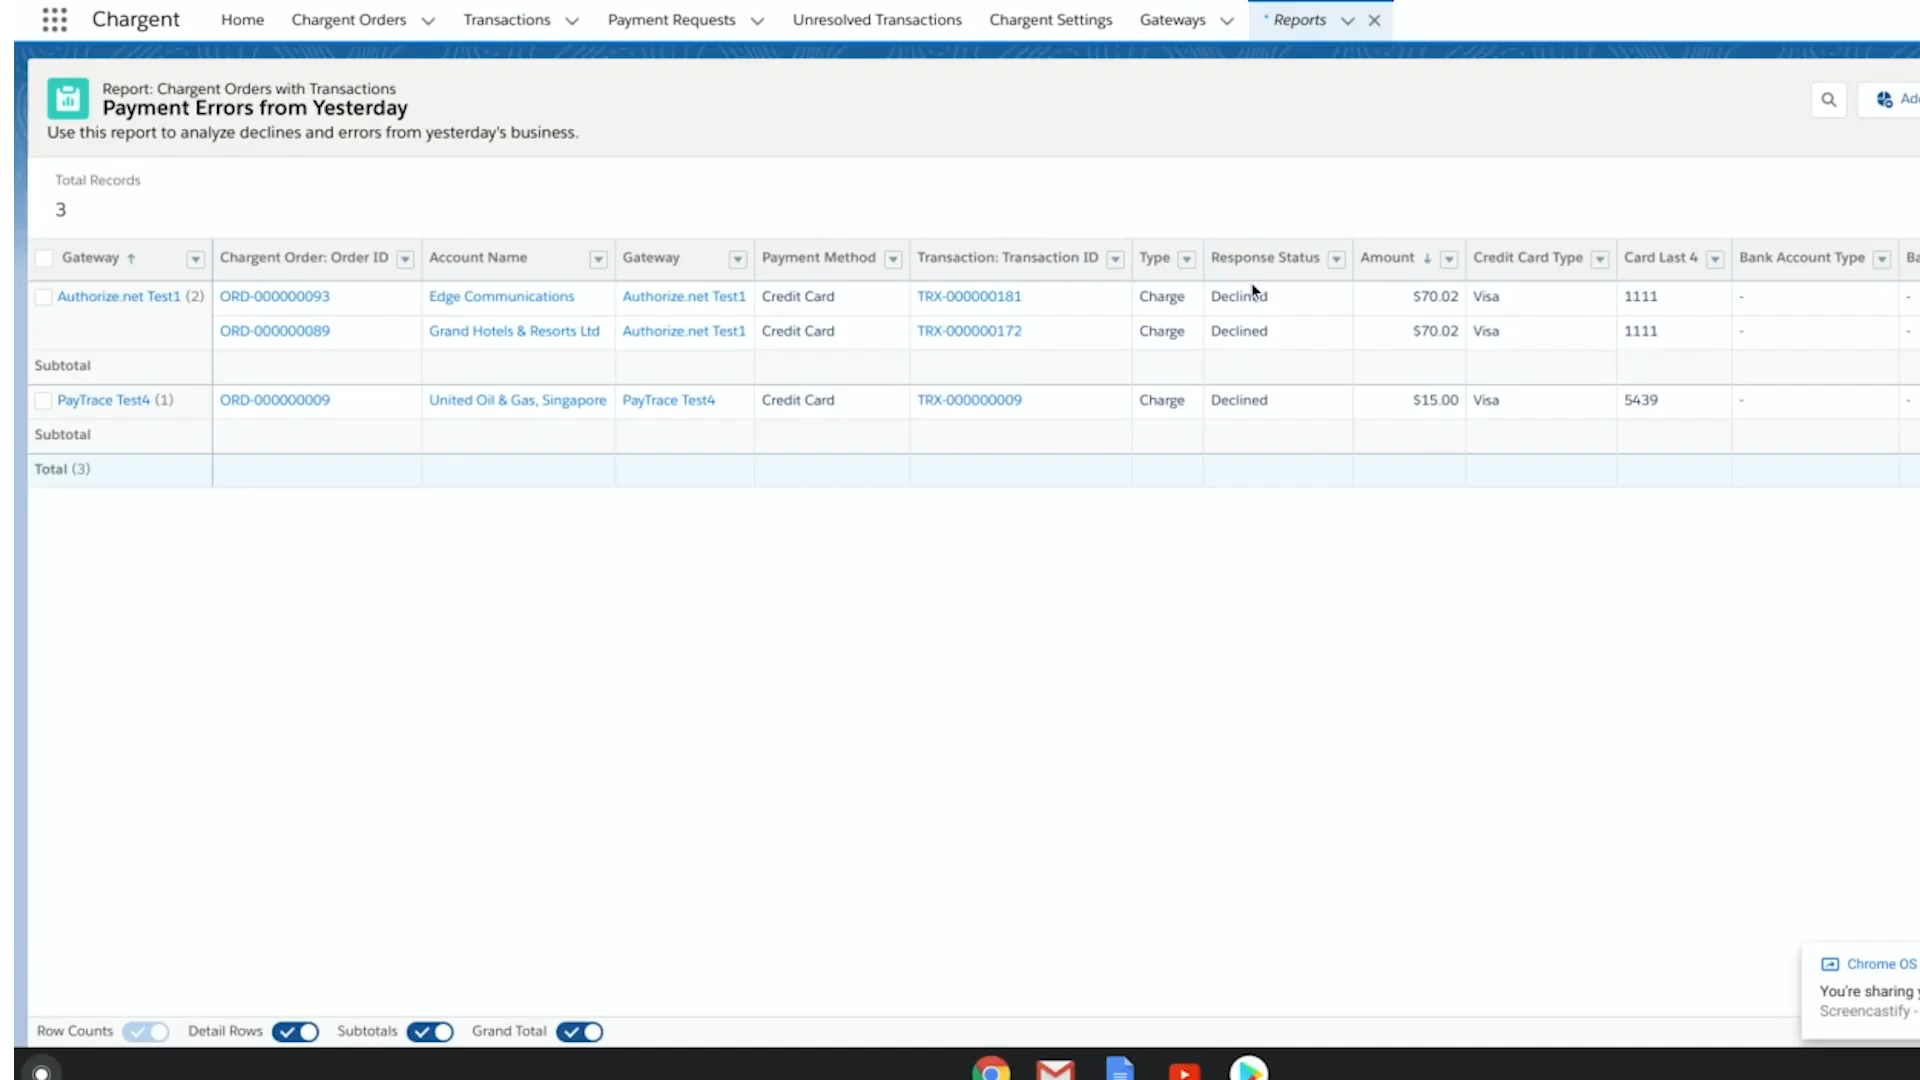 Chargent Home Chargent Orders Transactions Payment Requests Unresolved Transactions Chargent Settings Gateways * Reports
Report: Chargent Orders with Transactions
Payment Errors from Yesterday
Use this report to analyze declines and errors from yesterday's business.
Total Records
3
Gateway Chargent Order: Order ID Account Name Gateway Payment Method Transaction: Transaction ID Type Response Status Amount Credit Card Type Card Last 4 Bank Account Type
Authorize.net Test1 (2) ORD-000000093 Edge Communications Authorize.net Test1 Credit Card TRX-000000181 Charge Declined $70.02 Visa 1111 - -
ORD-000000089 Grand Hotels & Resorts Ltd Authorize.net Test1 Credit Card TRX-000000172 Charge Declined $70.02 Visa 1111 - -
Subtotal
PayTrace Test4 (1) ORD-000000009 United Oil & Gas, Singapore PayTrace Test4 Credit Card TRX-000000009 Charge Declined $15.00 Visa 5439 - -
Subtotal
Total (3)
Chrome OS
You're sharing
Screencastify -
Row Counts Detail Rows Subtotals Grand Total